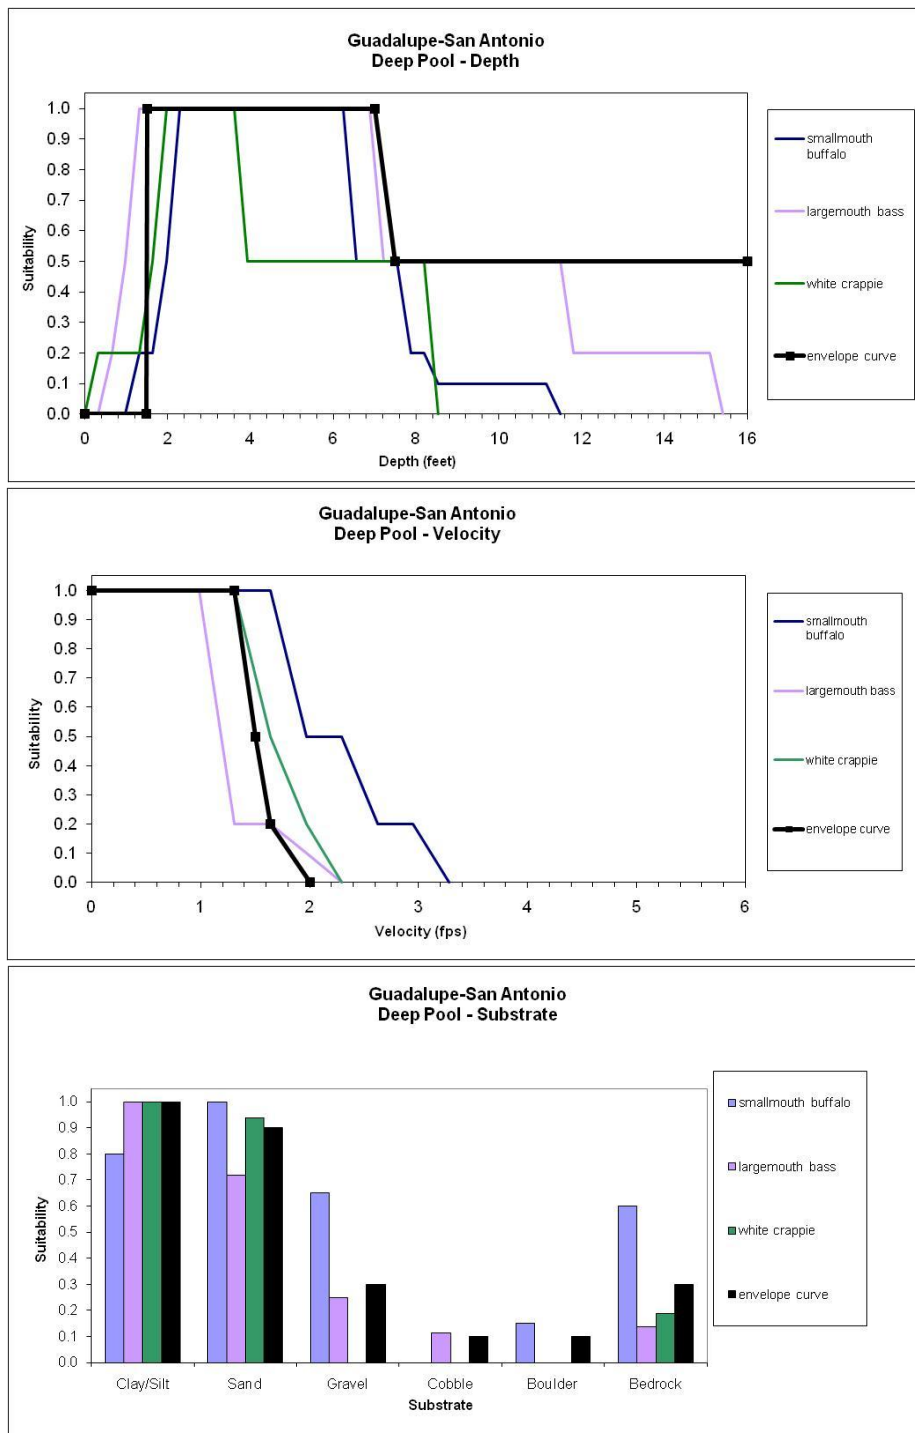 Guadalupe-San Antonio
Deep Pool - Depth
Suitability
1.0
0.9
0.8
0.7
0.6
0.5
0.4
0.3
0.2
0.1
0.0
0 2 4 6 8 10 12 14 16
Depth (feet)
smallmouth
buffalo
largemouth bass
white crappie
envelope curve
Guadalupe-San Antonio
Deep Pool - Velocity
Suitability
1.0
0.9
0.8
0.7
0.6
0.5
0.4
0.3
0.2
0.1
0.0
0 1 2 3 4 5 6
Velocity (fps)
smallmouth
buffalo
largemouth bass
white crappie
envelope curve
Guadalupe-San Antonio
Deep Pool - Substrate
Suitability
1.0
0.9
0.8
0.7
0.6
0.5
0.4
0.3
0.2
0.1
0.0
Clay/Silt Sand Gravel Cobble Boulder Bedrock
Substrate
smallmouth buffalo
largemouth bass
white crappie
envelope curve